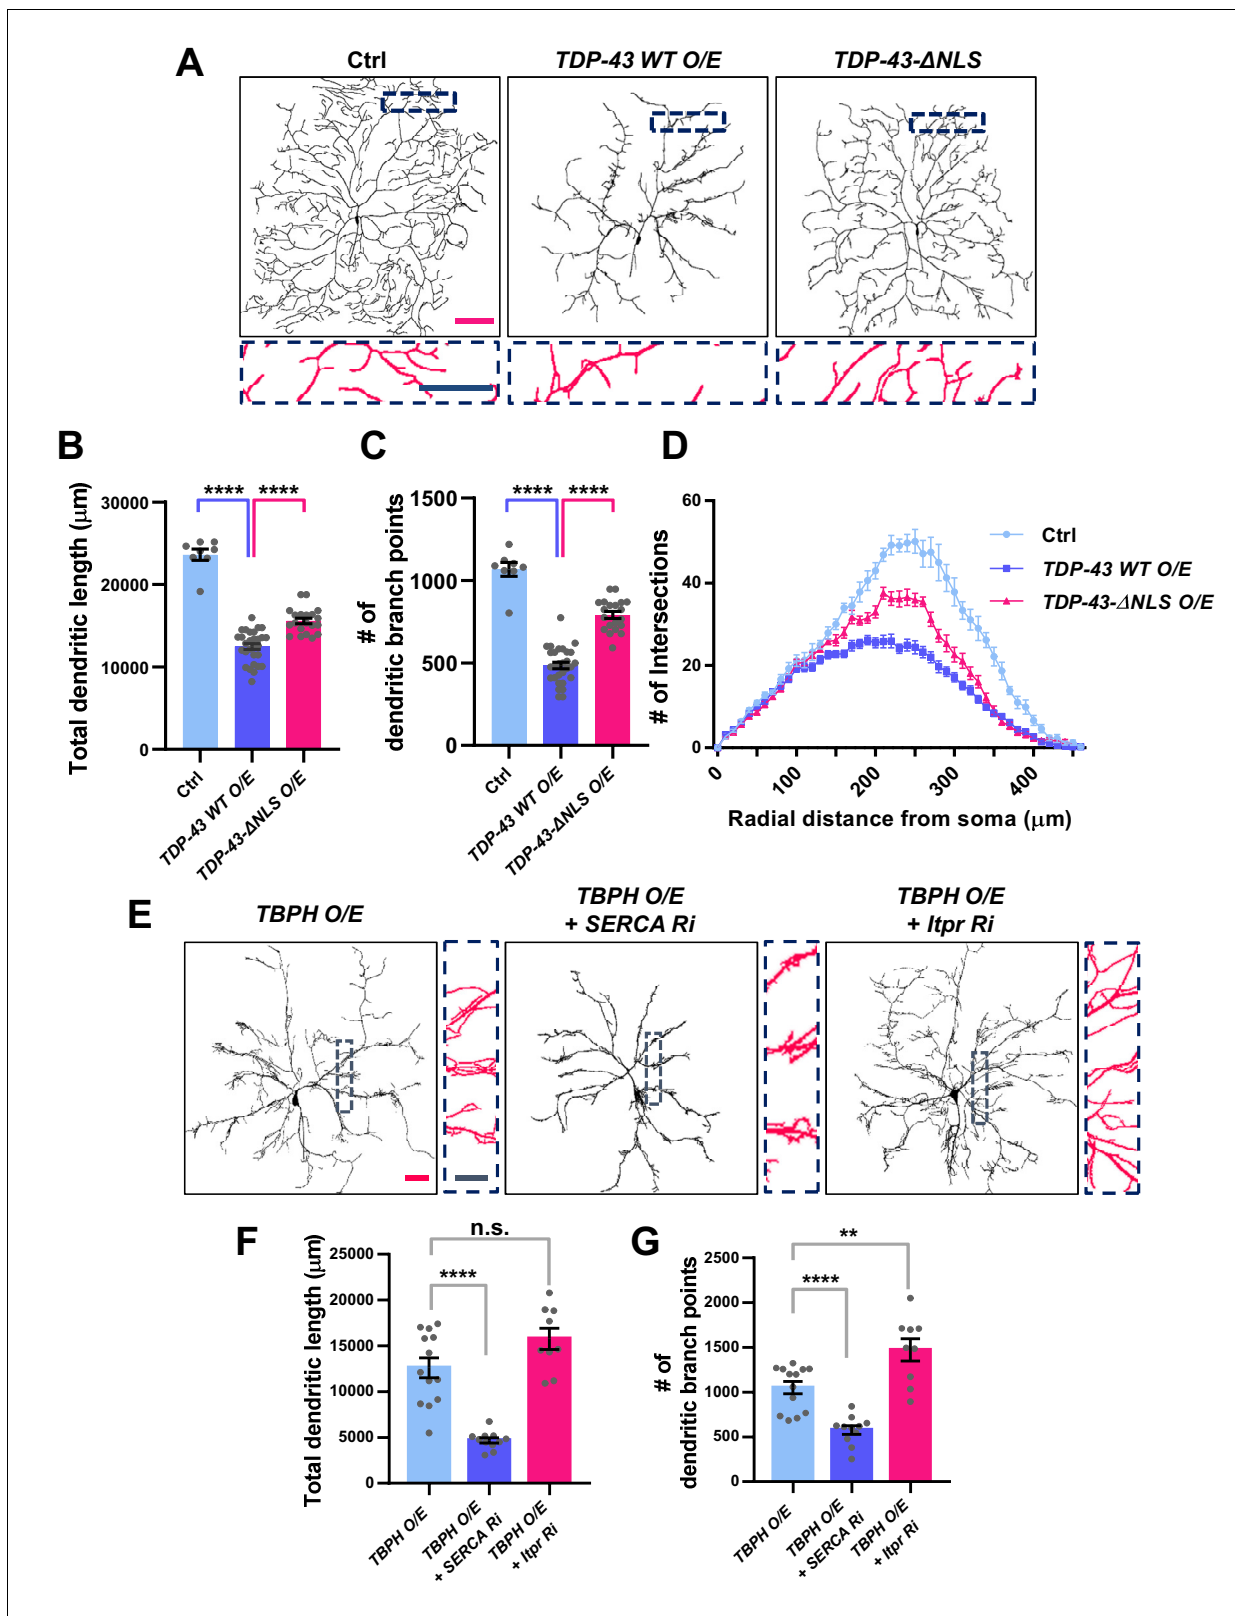 A
Ctrl
TDP-43 WT O/E
TDP-43-ΔNLS
B
Total dendritic length (μm)
30000
20000
10000
0
****
****
Ctrl
TDP-43 WT O/E
TDP-43-ΔNLS O/E
C
# of
dendritic branch points
1500
1000
500
0
****
****
Ctrl
TDP-43 WT O/E
TDP-43-ΔNLS O/E
D
# of Intersections
60
40
20
0
0
100
200
300
400
Radial distance from soma (μm)
Ctrl
TDP-43 WT O/E
TDP-43-ΔNLS O/E
E
TBPH O/E
TBPH O/E
+ SERCA Ri
TBPH O/E
+ Itpr Ri
F
Total dendritic length (μm)
25000
20000
15000
10000
5000
0
n.s.
****
TBPH O/E
TBPH O/E
+ SERCA Ri
TBPH O/E
+ Itpr Ri
G
# of
dendritic branch points
2500
2000
1500
1000
500
0
**
****
TBPH O/E
TBPH O/E
+ SERCA Ri
TBPH O/E
+ Itpr Ri